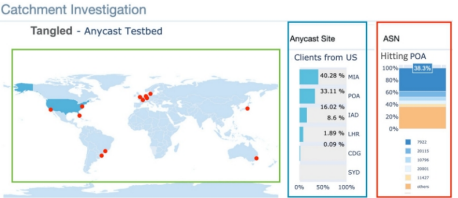 Catchment Investigation
Tangled - Anycast Testbed
Anycast Site
Clients from US
40.28 % MIA
33.11 % POA
16.02 %
IAD
8.6 %
1.89 % LHR
0.09 %
CDG
SYD
0% 50% 100%
ASN
Hitting POA
100%
38.3%
80%
60%
40%
20%
0%
7922
20115
10796
20001
11427
others